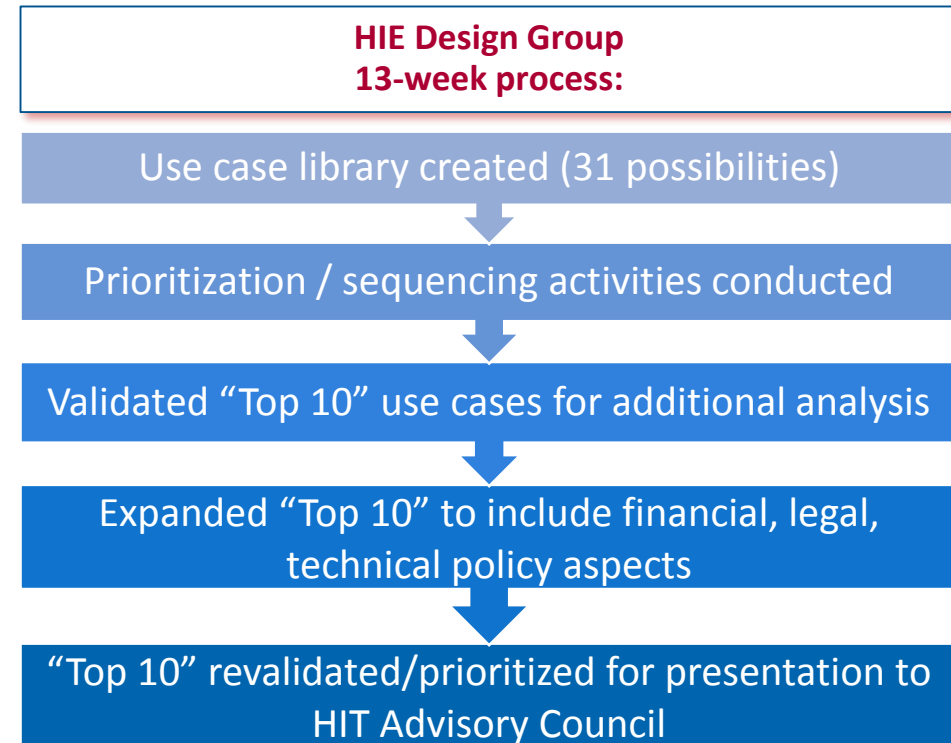 HIE Design Group
13-week process:
Use case library created (31 possibilities)
Prioritization / sequencing activities conducted
Validated “Top 10” use cases for additional analysis
Expanded “Top 10” to include financial, legal,
technical policy aspects
“Top 10” revalidated/prioritized for presentation to
HIT Advisory Council